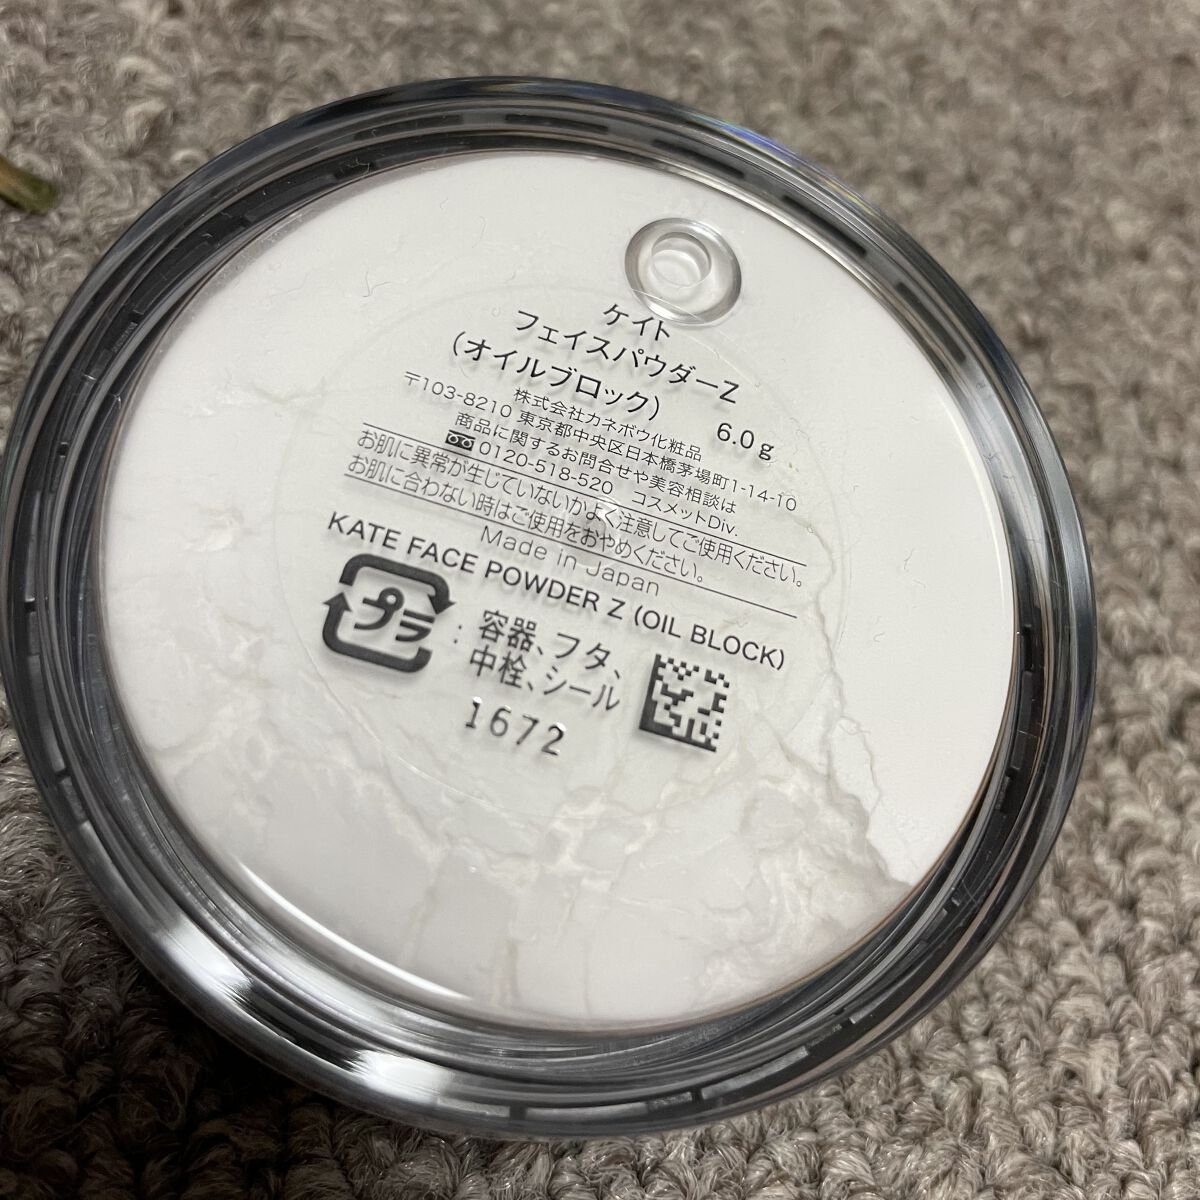 ケイト
フェイスパウダーZ
(オイルブロック) 6.0g
株式会社カネボウ化粧品
〒103-8210 東京都中央区日本橋茅場町1-14-10
商品に関するお問合せや美容相談は
0120-518-520 コスメットDiv.
お肌に異常が生じていないかよく注意してご使用ください。
お肌に合わない時はご使用をおやめください。
Made in Japan
KATE FACE POWDER Z (OIL BLOCK)
プラ : 容器、フタ、
中栓、シール
1672